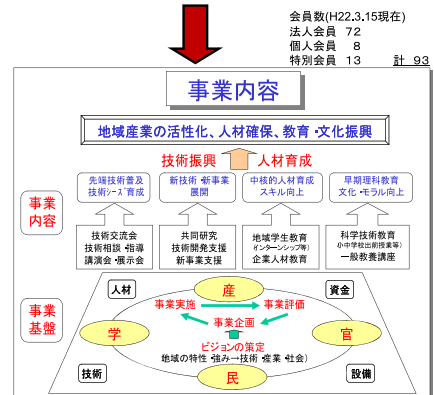 会員数(H22.3.15現在)
法人会員 72
個人会員 8
特別会員 13 計 93
事業内容
地域産業の活性化、人材確保、教育・文化振興
技術振興 人材育成
事業
内容
先端技術普及
技術シーズ育成
新技術・新事業
展開
中核的人材育成
スキル向上
早期理科教育
文化・モラル向上
技術交流会
技術相談・指導
講演会・展示会
共同研究
技術開発支援
新事業支援
地域学生教育
(インターンシップ等)
企業人材教育
科学技術教育
(小中学校出前授業等)
一般教養講座
事業
基盤
人材
産
資金
事業実施 事業評価
学
事業企画
官
ビジョンの策定
地域の特性・強み→技術・産業・社会)
技術
民
設備